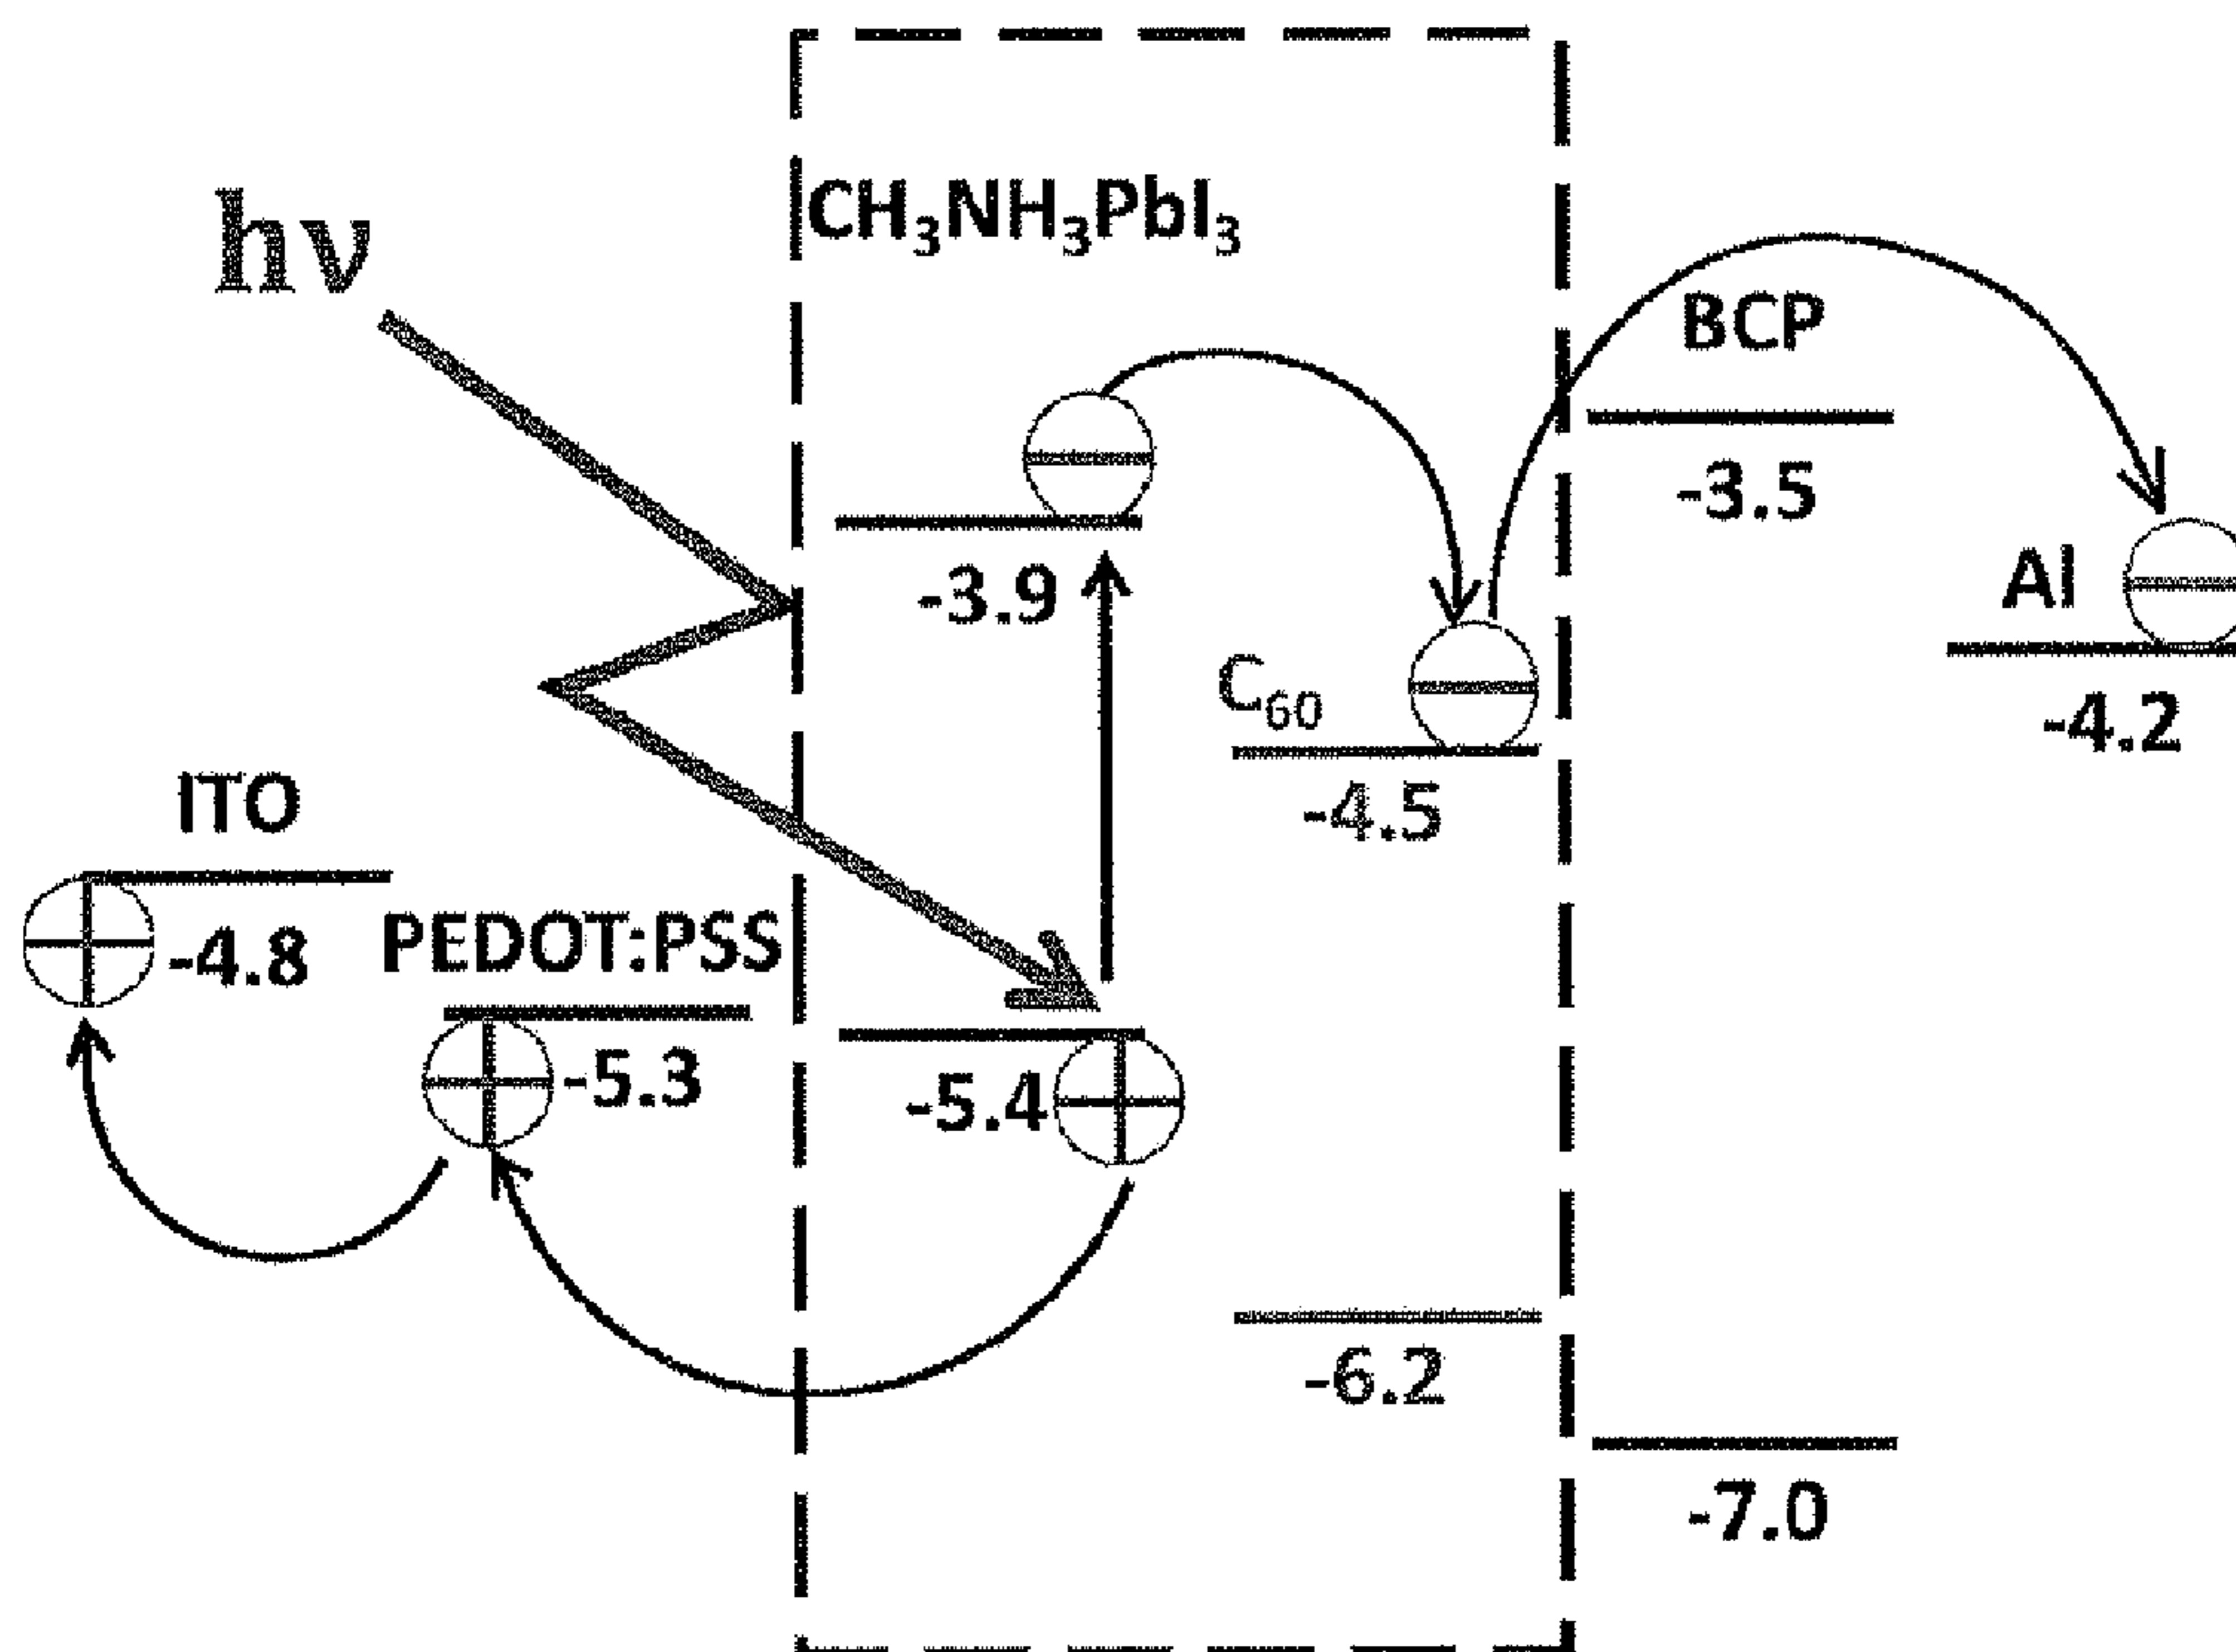 CH₃NH₃PbI₃
hν
BCP
-3.5
-3.9
Al
-4.2
C₆₀
-4.5
ITO
-4.8
PEDOT:PSS
-5.3
-5.4
-6.2
-7.0